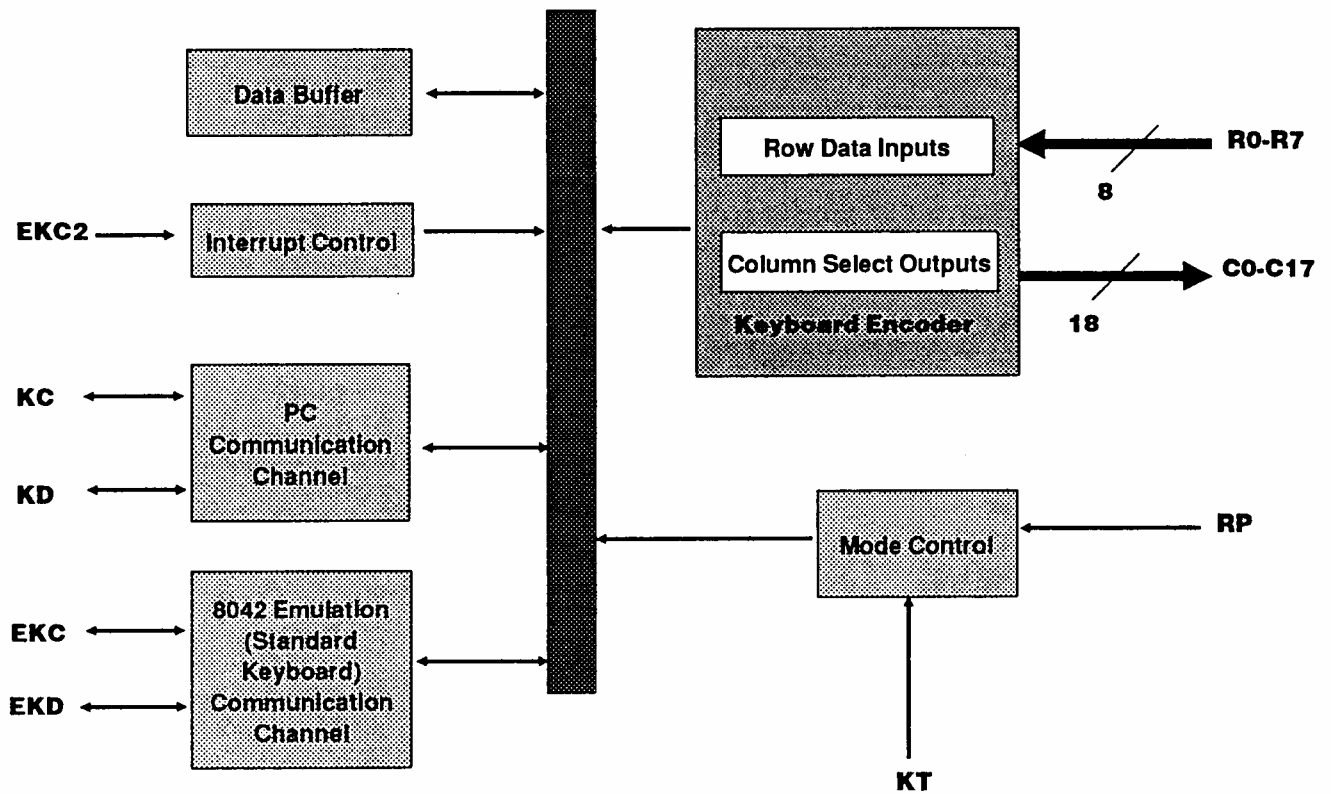 Data Buffer
EKC2
Interrupt Control
KC
KD
PC
Communication
Channel
EKC
EKD
8042 Emulation
(Standard
Keyboard)
Communication
Channel
Row Data Inputs
Column Select Outputs
Keyboard Encoder
R0-R7
8
C0-C17
18
Mode Control
RP
KT